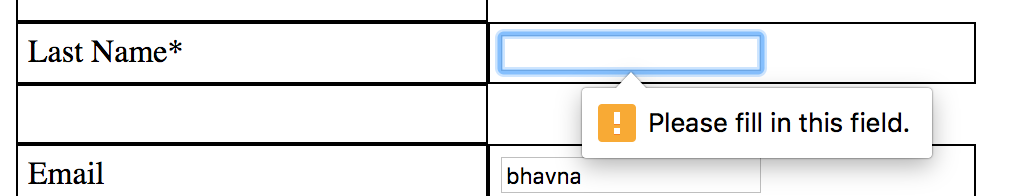 Last Name*
Please fill in this field.
Email
bhavna